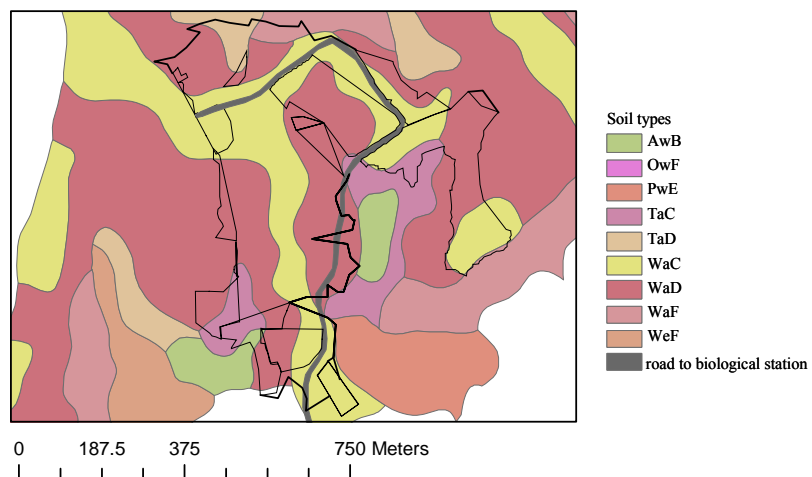 Soil types
AwB
OwF
PwE
TaC
TaD
WaC
WaD
WaF
WeF
road to biological station
0 187.5 375 750 Meters